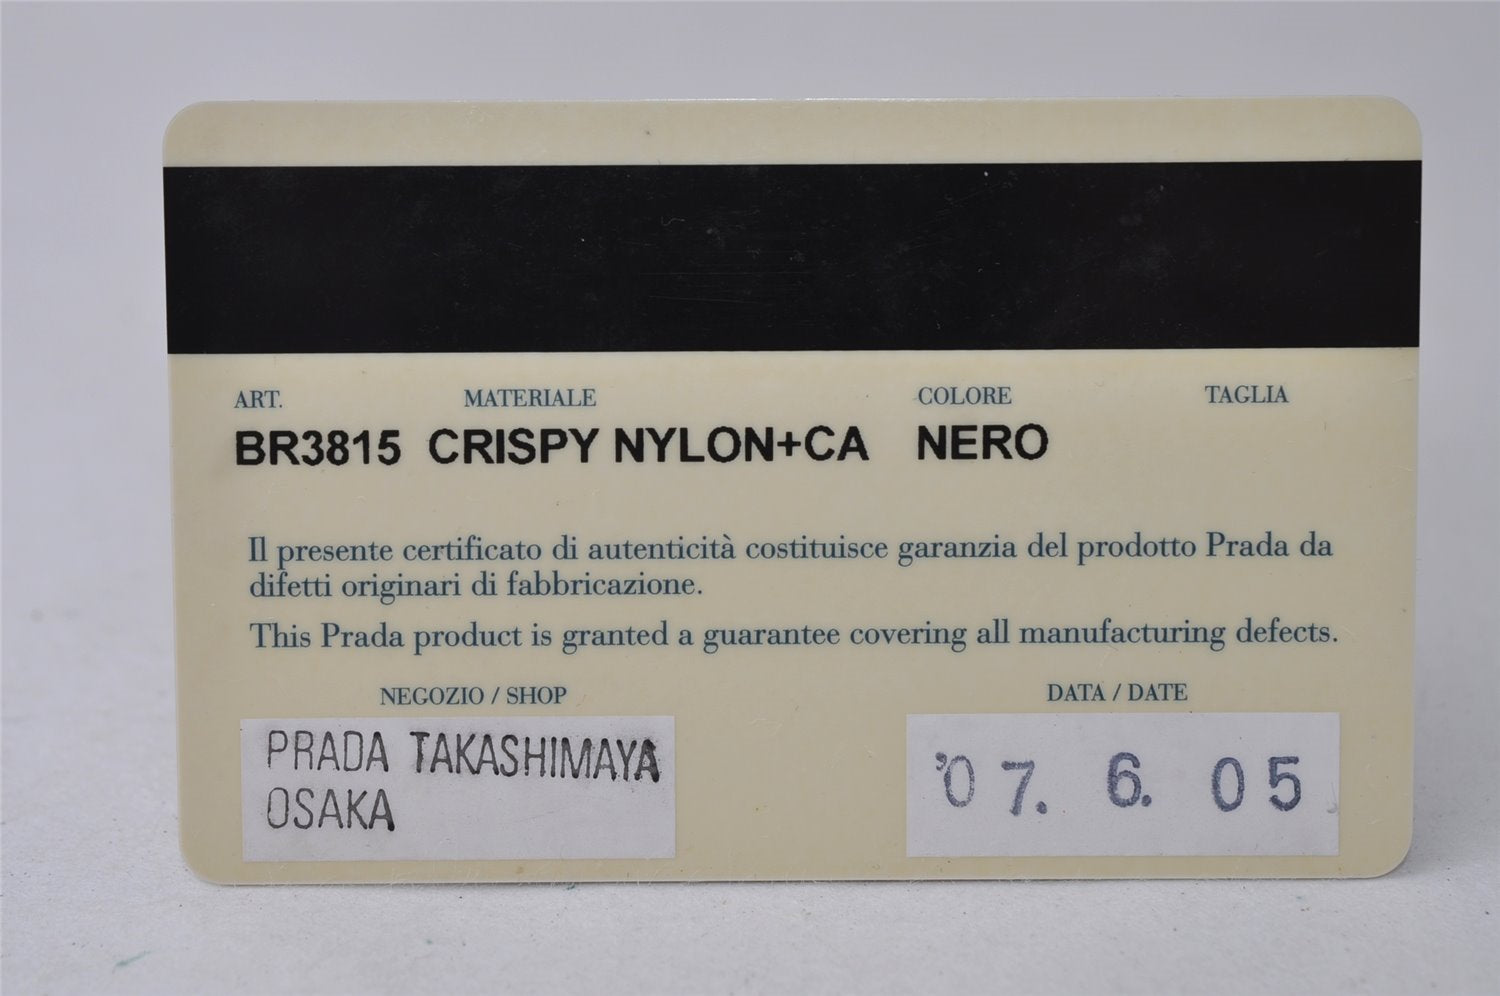 ART. MATERIALE COLORE TAGLIA
BR3815 CRISPY NYLON+CA NERO
Il presente certificato di autenticità costituisce garanzia del prodotto Prada da
difetti originari di fabbricazione.
This Prada product is granted a guarantee covering all manufacturing defects.
NEGOZIO / SHOP DATA / DATE
PRADA TAKASHIMAYA
OSAKA
'07. 6. 05